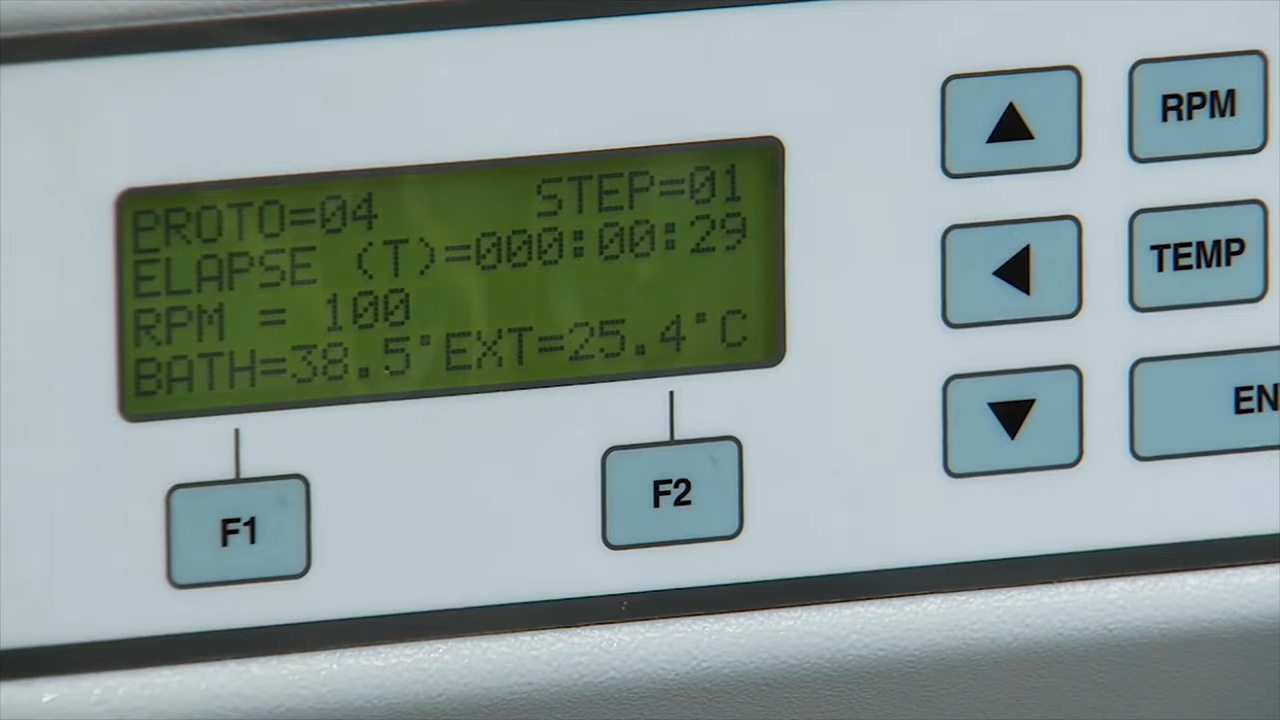 PROTO=04 STEP=01
ELAPSE (T)=000:00:29
RPM = 100
BATH=38.5°EXT=25.4°C
F1
F2
RPM
TEMP
EN